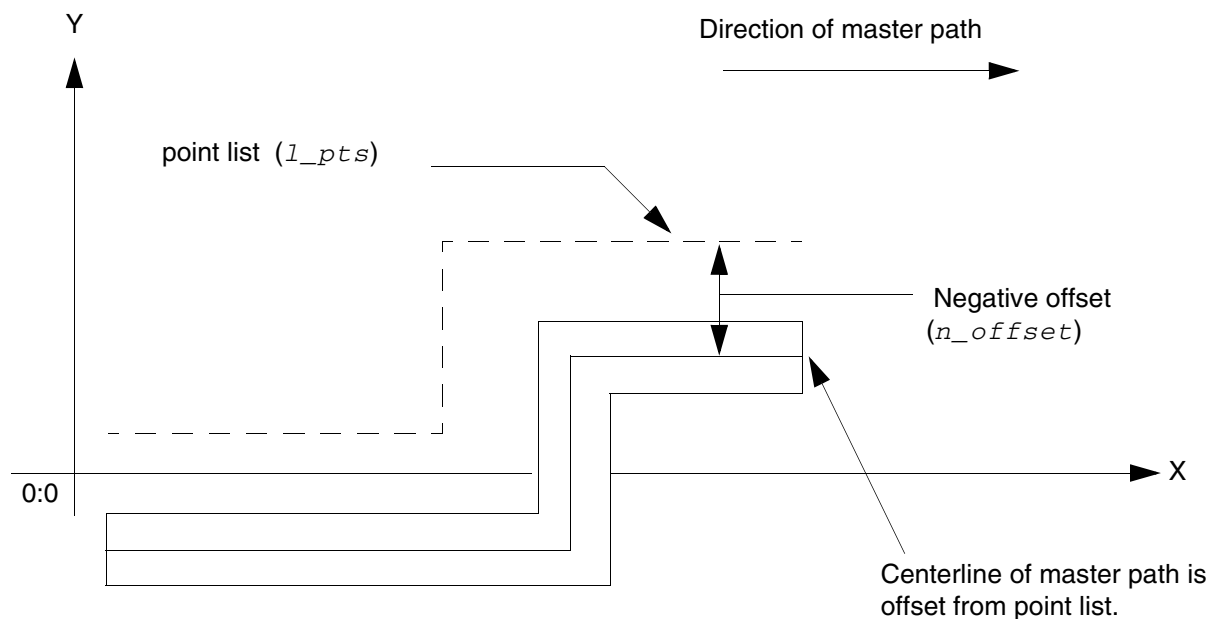 Y
Direction of master path
point list (l_pts)
Negative offset
(n_offset)
X
0:0
Centerline of master path is
offset from point list.